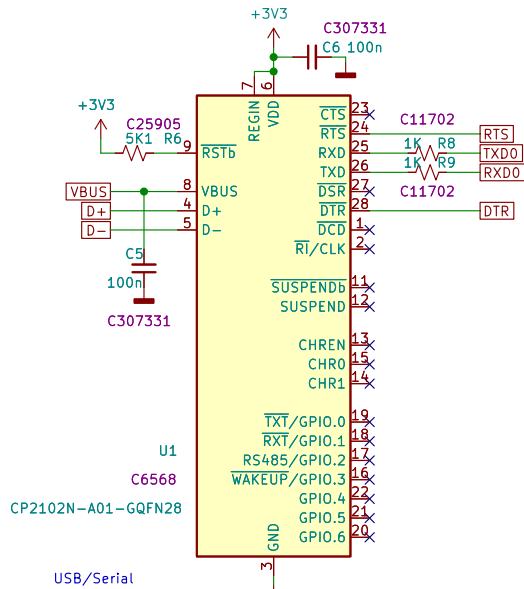 +3V3
C307331
C6 100n
7
6
REGIN
VDD
+3V3
C25905
5K1 R6
9
RSTb
VBUS
8
VBUS
D+
4
D+
D-
5
D-
C5
100n
C307331
23
CTS
C11702
24
RTS
RTS
25
RXD
1K R8
TXD0
26
TXD
1K R9
RXD0
27
DSR
C11702
28
DTR
DTR
1
DCD
2
RI/CLK
11
SUSPENDb
12
SUSPEND
13
CHREN
15
CHR0
14
CHR1
19
TXT/GPIO.0
18
RXT/GPIO.1
17
RS485/GPIO.2
16
WAKEUP/GPIO.3
22
GPIO.4
21
GPIO.5
20
GPIO.6
U1
C6568
CP2102N-A01-GQFN28
GND
3
USB/Serial